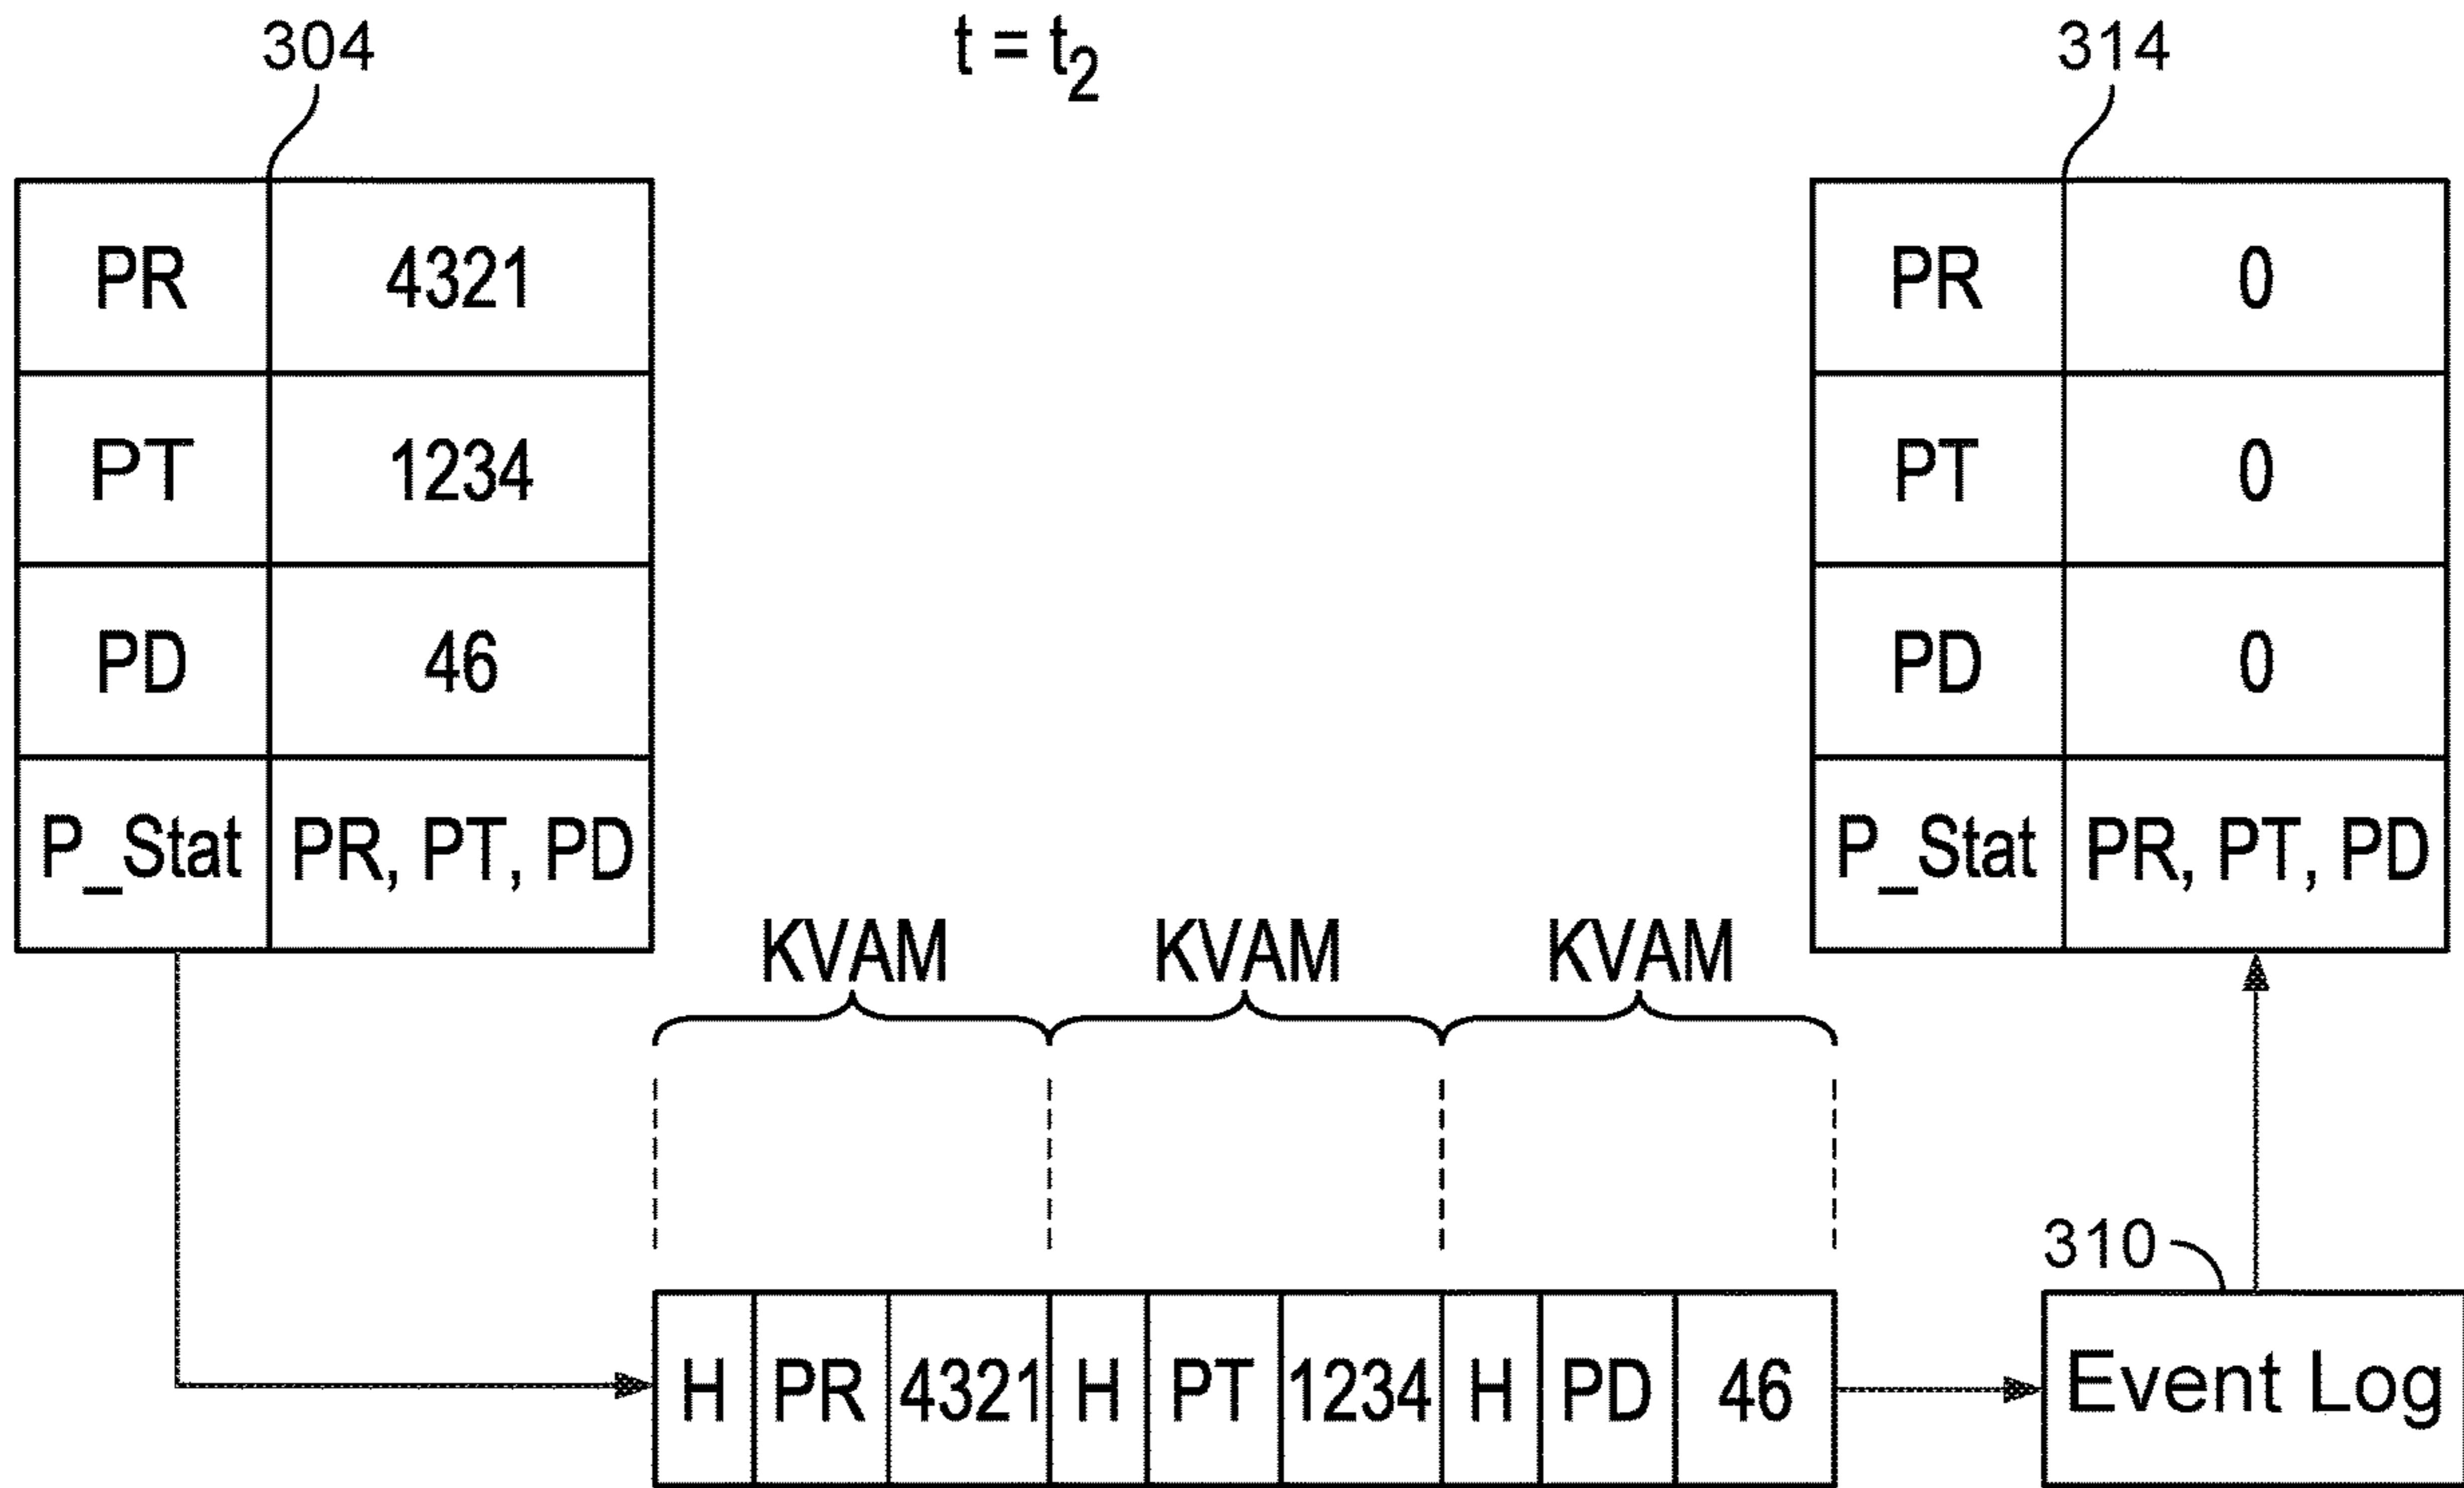 304
t = t2
314
PR 4321
PT 1234
PD 46
P_Stat PR, PT, PD
PR 0
PT 0
PD 0
P_Stat PR, PT, PD
KVAM KVAM KVAM
310
H PR 4321 H PT 1234 H PD 46
Event Log